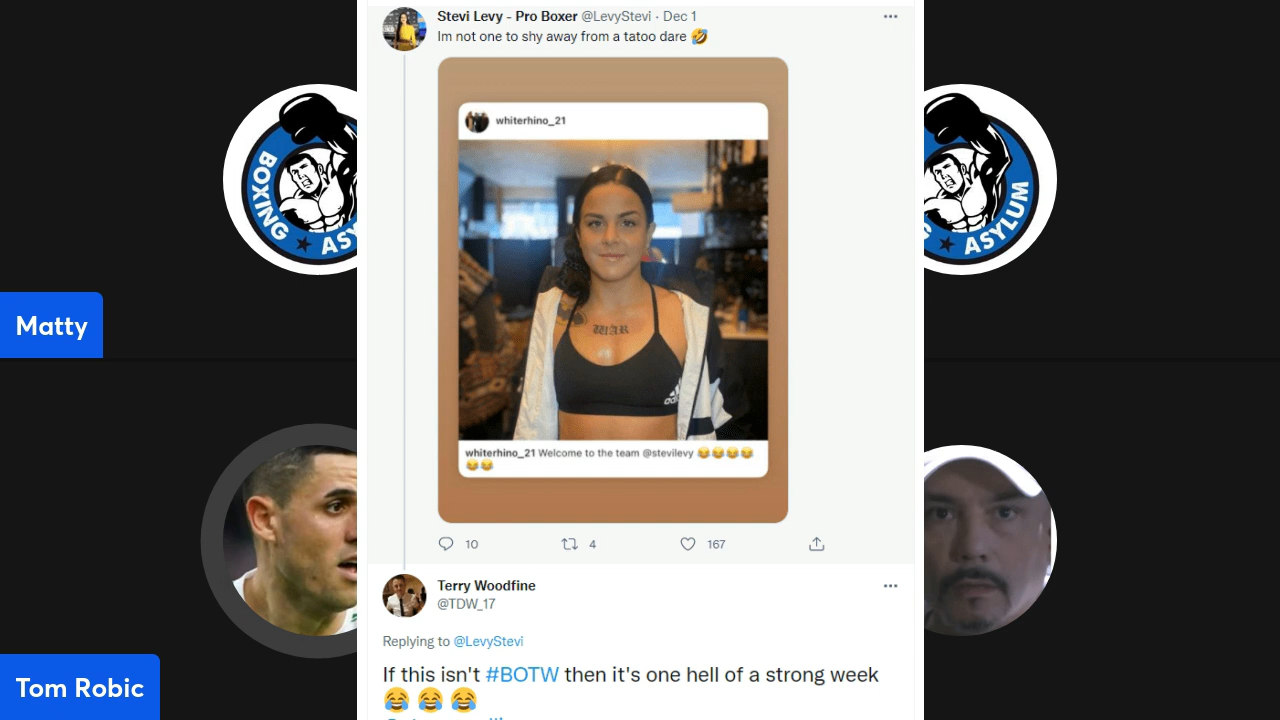 Stevi Levy - Pro Boxer @LevyStevi · Dec 1
Im not one to shy away from a tatoo dare 🤣
whiterhino_21
WAR
adidas
whiterhino_21 Welcome to the team @stevilevy 😂😂😂😂
😂😂
10 4 167
Terry Woodfine
@TDW_17
Replying to @LevyStevi
If this isn't #BOTW then it's one hell of a strong week
😂 😂 😂
BOXING ASY
ASYLUM
Matty
Tom Robic